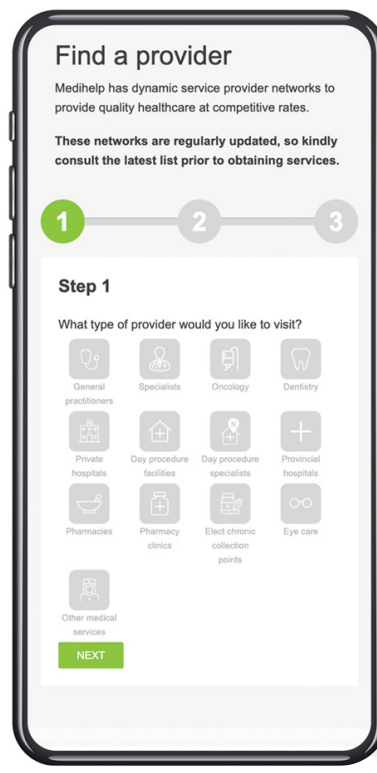 Find a provider
Medihelp has dynamic service provider networks to
provide quality healthcare at competitive rates.
These networks are regularly updated, so kindly
consult the latest list prior to obtaining services.
1 2 3
Step 1
What type of provider would you like to visit?
General practitioners
Specialists
Oncology
Dentistry
Private hospitals
Day procedure facilities
Day procedure specialists
Provincial hospitals
Pharmacies
Pharmacy clinics
Elect chronic collection points
Eye care
Other medical services
NEXT